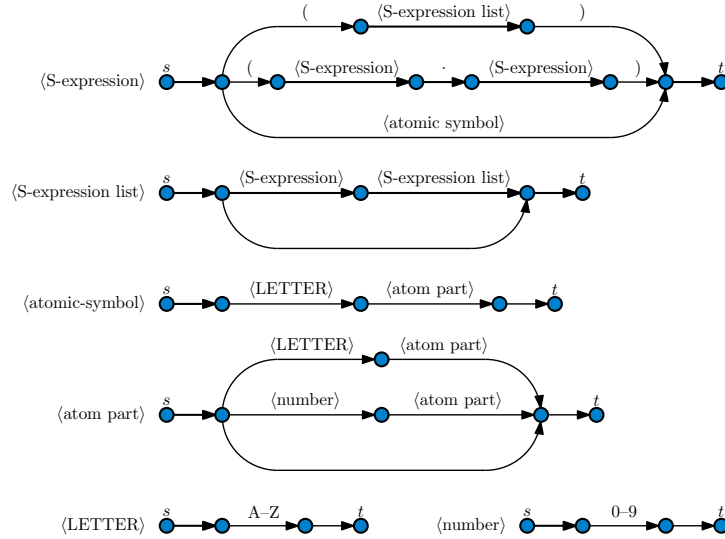 ( ⟨S-expression list⟩ )
⟨S-expression⟩ s ( ⟨S-expression⟩ · ⟨S-expression⟩ ) t
⟨atomic symbol⟩
⟨S-expression list⟩ s ⟨S-expression⟩ ⟨S-expression list⟩ t
⟨atomic-symbol⟩ s ⟨LETTER⟩ ⟨atom part⟩ t
⟨LETTER⟩ ⟨atom part⟩
⟨atom part⟩ s ⟨number⟩ ⟨atom part⟩ t
⟨LETTER⟩ s A–Z t ⟨number⟩ s 0–9 t